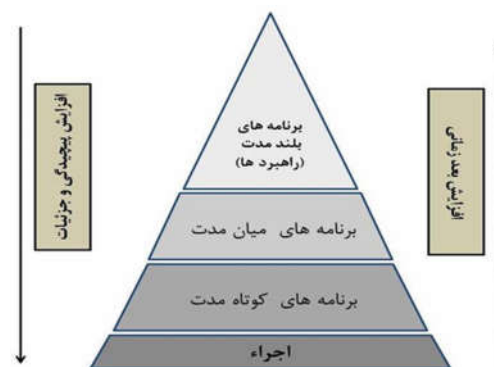 برنامه های
بلند مدت
(راهبرد ها)
برنامه های میان مدت
برنامه های کوتاه مدت
اجراء
افزایش بعد زمانی
افزایش پیچیدگی و جزئیات